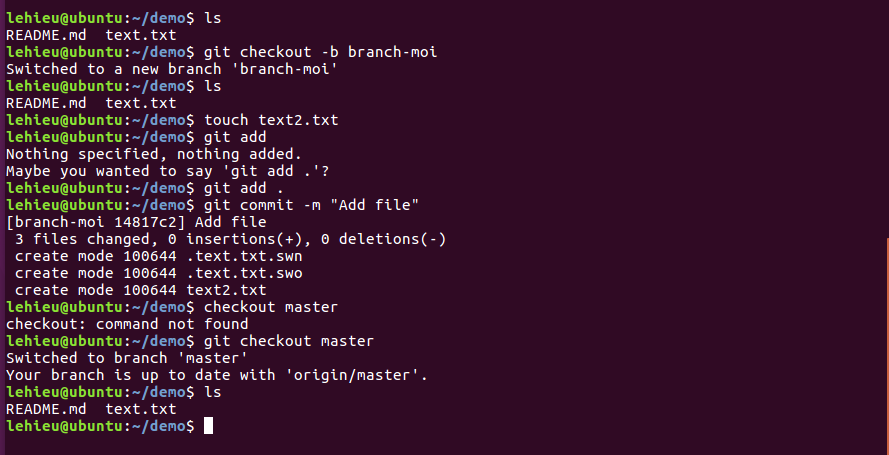 lehieu@ubuntu:~/demo$ ls
README.md  text.txt
lehieu@ubuntu:~/demo$ git checkout -b branch-moi
Switched to a new branch 'branch-moi'
lehieu@ubuntu:~/demo$ ls
README.md  text.txt
lehieu@ubuntu:~/demo$ touch text2.txt
lehieu@ubuntu:~/demo$ git add
Nothing specified, nothing added.
Maybe you wanted to say 'git add .'?
lehieu@ubuntu:~/demo$ git add .
lehieu@ubuntu:~/demo$ git commit -m "Add file"
[branch-moi 14817c2] Add file
 3 files changed, 0 insertions(+), 0 deletions(-)
 create mode 100644 .text.txt.swn
 create mode 100644 .text.txt.swo
 create mode 100644 text2.txt
lehieu@ubuntu:~/demo$ checkout master
checkout: command not found
lehieu@ubuntu:~/demo$ git checkout master
Switched to branch 'master'
Your branch is up to date with 'origin/master'.
lehieu@ubuntu:~/demo$ ls
README.md  text.txt
lehieu@ubuntu:~/demo$